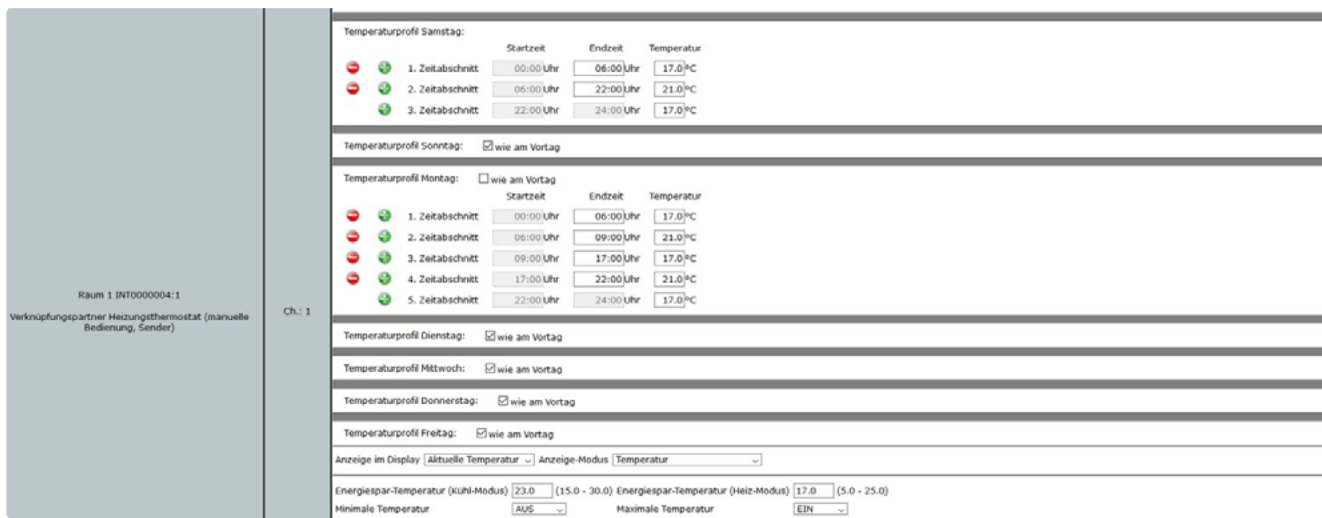 Raum 1 INT0000004:1
Verknüpfungspartner Heizungsthermostat (manuelle
Bedienung, Sender)
Ch.: 1
Temperaturprofil Samstag:
Startzeit Endzeit Temperatur
1. Zeitabschnitt 00:00 Uhr 06:00 Uhr 17.0 °C
2. Zeitabschnitt 06:00 Uhr 22:00 Uhr 21.0 °C
3. Zeitabschnitt 22:00 Uhr 24:00 Uhr 17.0 °C
Temperaturprofil Sonntag: wie am Vortag
Temperaturprofil Montag: wie am Vortag
Startzeit Endzeit Temperatur
1. Zeitabschnitt 00:00 Uhr 06:00 Uhr 17.0 °C
2. Zeitabschnitt 06:00 Uhr 09:00 Uhr 21.0 °C
3. Zeitabschnitt 09:00 Uhr 17:00 Uhr 17.0 °C
4. Zeitabschnitt 17:00 Uhr 22:00 Uhr 21.0 °C
5. Zeitabschnitt 22:00 Uhr 24:00 Uhr 17.0 °C
Temperaturprofil Dienstag: wie am Vortag
Temperaturprofil Mittwoch: wie am Vortag
Temperaturprofil Donnerstag: wie am Vortag
Temperaturprofil Freitag: wie am Vortag
Anzeige im Display Aktuelle Temperatur Anzeige-Modus Temperatur
Energiespar-Temperatur (Kühl-Modus) 23.0 (15.0 - 30.0) Energiespar-Temperatur (Heiz-Modus) 17.0 (5.0 - 25.0)
Minimale Temperatur AUS Maximale Temperatur EIN